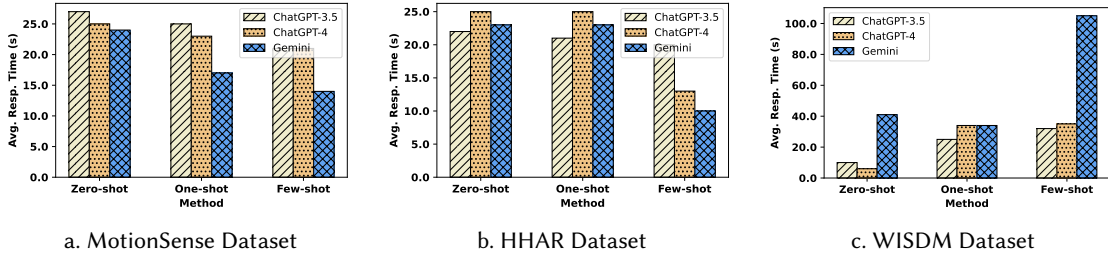 Avg. Resp. Time (s)
25.0
20.0
15.0
10.0
5.0
0.0
ChatGPT-3.5
ChatGPT-4
Gemini
Zero-shot One-shot Few-shot
Method
a. MotionSense Dataset
Avg. Resp. Time (s)
25.0
20.0
15.0
10.0
5.0
0.0
ChatGPT-3.5
ChatGPT-4
Gemini
Zero-shot One-shot Few-shot
Method
b. HHAR Dataset
Avg. Resp. Time (s)
100.0
80.0
60.0
40.0
20.0
0.0
ChatGPT-3.5
ChatGPT-4
Gemini
Zero-shot One-shot Few-shot
Method
c. WISDM Dataset